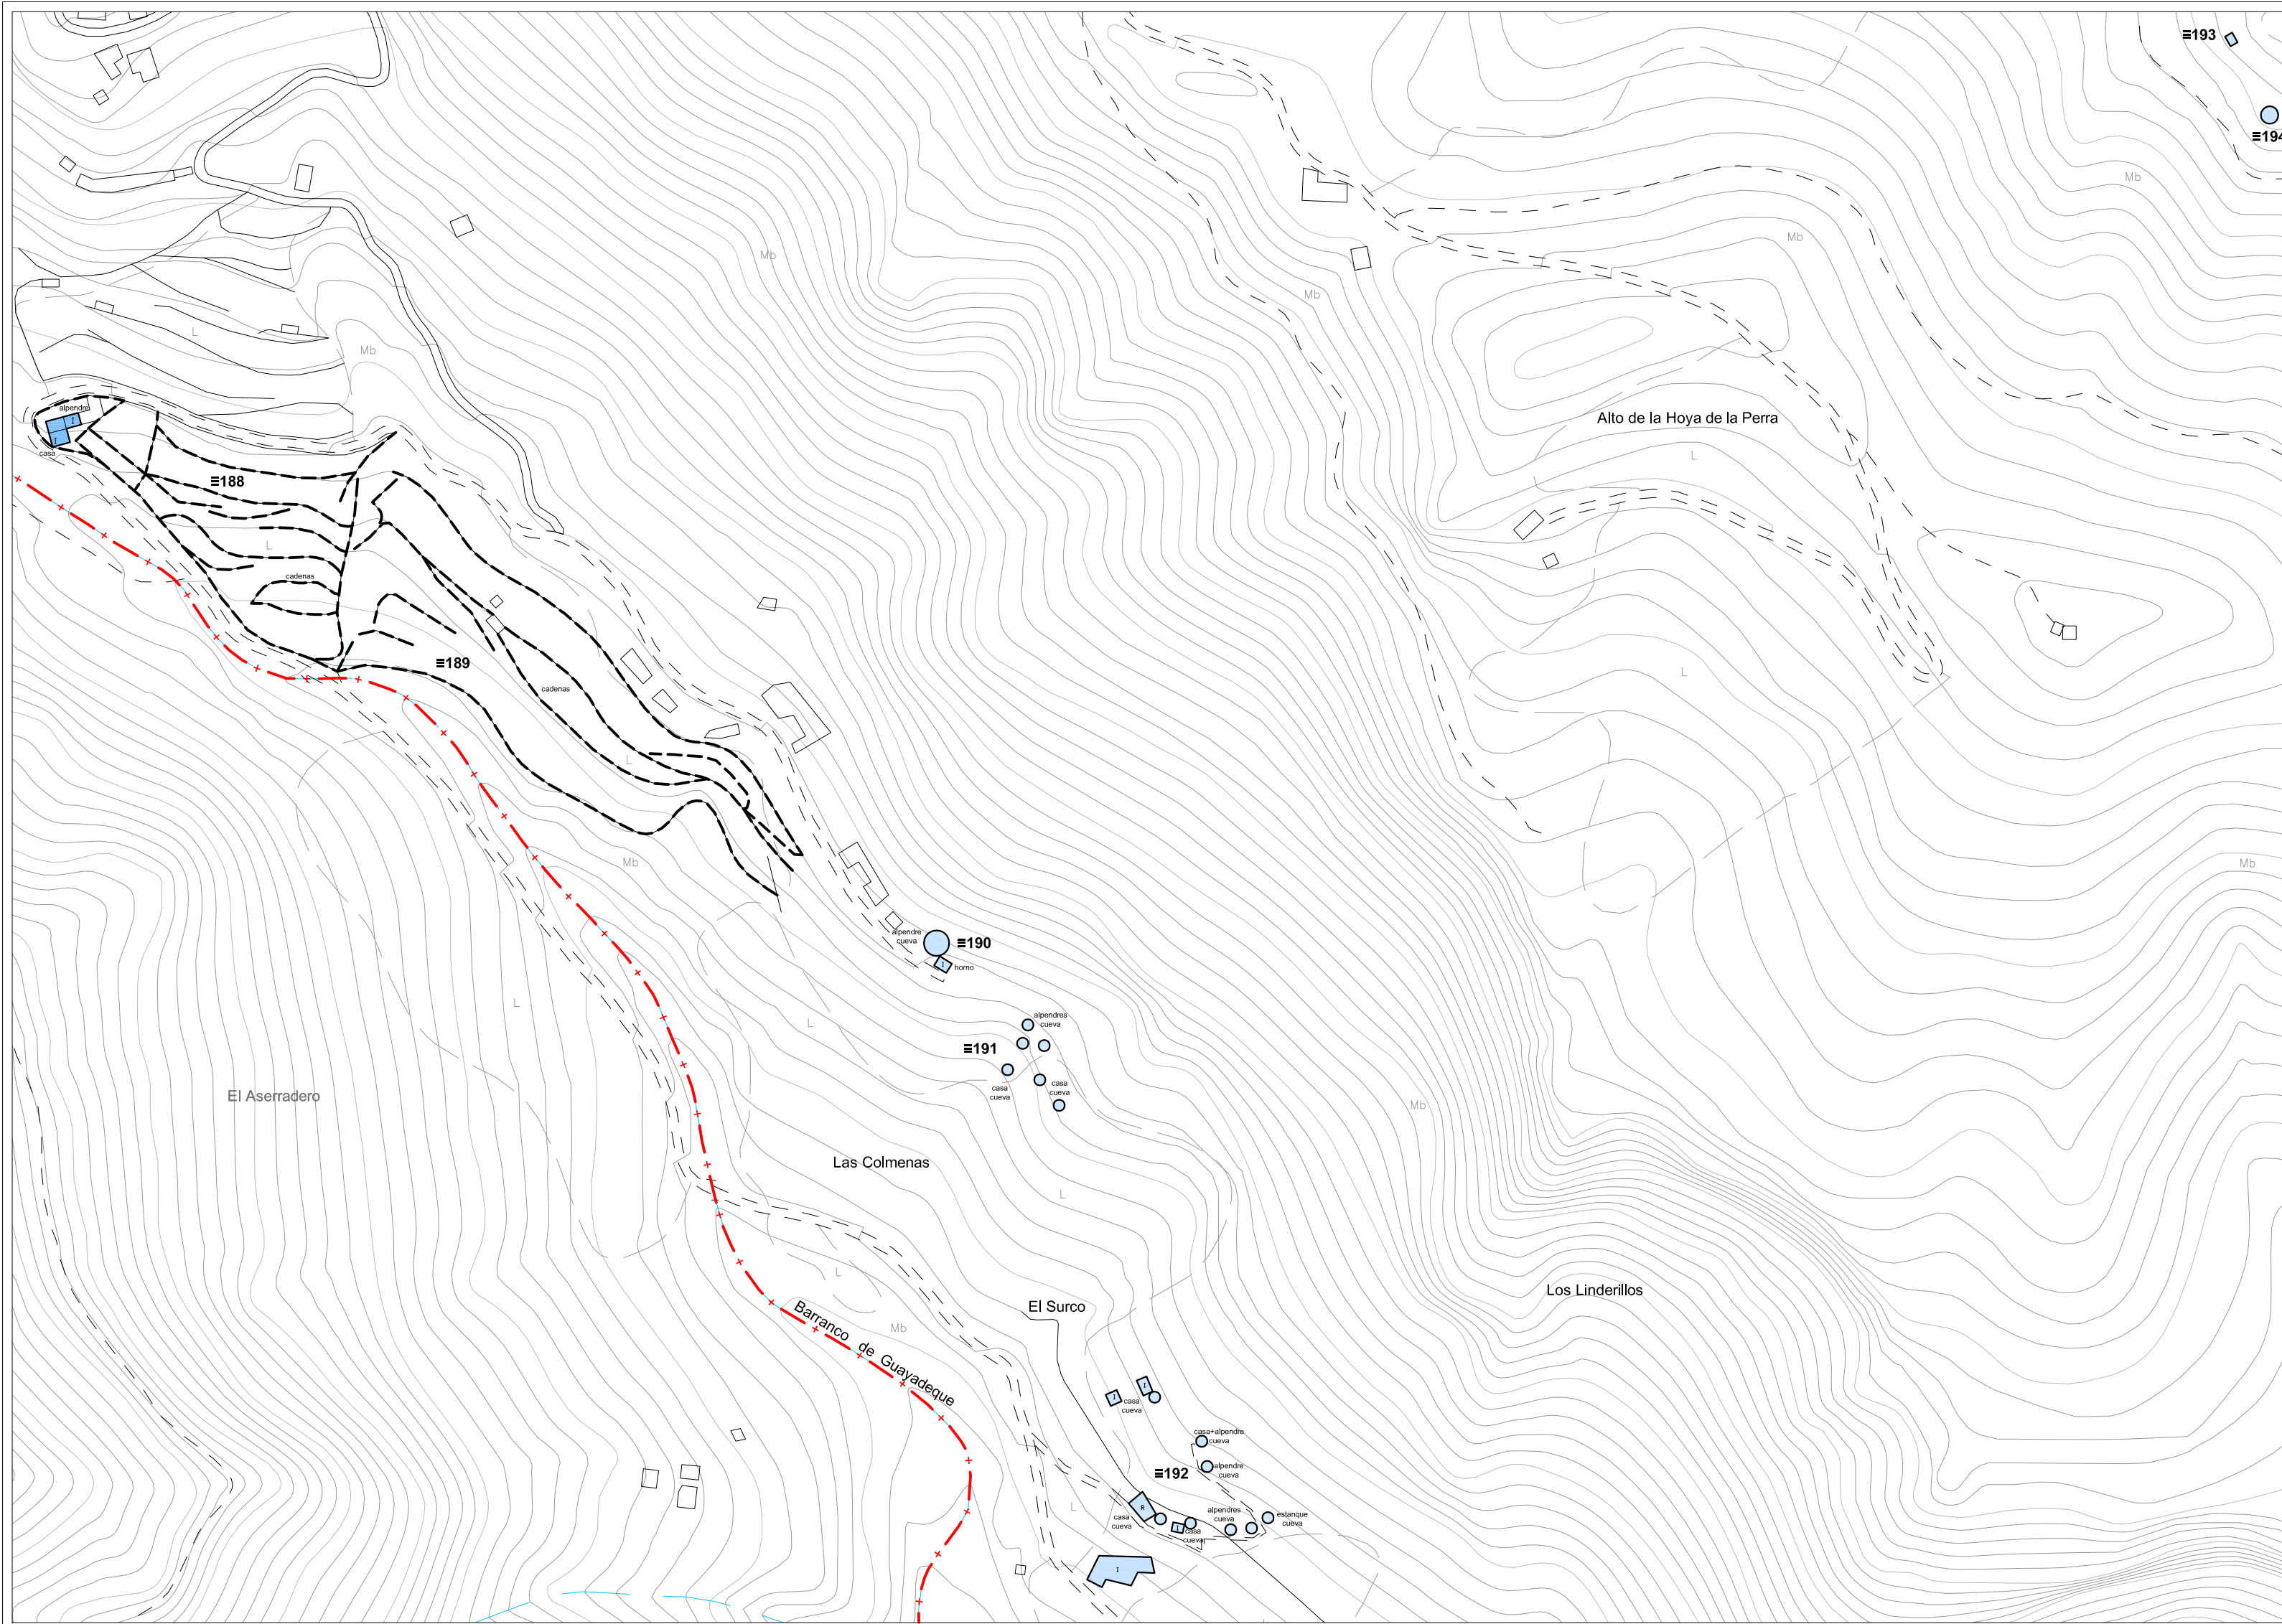 ≡193
≡194
Mb
Mb
Mb
Mb
L
Mb
alpendre
I
I
casa
Alto de la Hoya de la Perra
L
≡188
L
cadenas
≡189
L
cadenas
L
Mb
Mb
alpendre
cueva
≡190
I
horno
L
L
alpendres
cueva
≡191
casa
cueva
casa
cueva
El Aserradero
Mb
Las Colmenas
L
L
Los Linderillos
El Surco
Barranco de Guayadeque
Mb
I
I
casa
cueva
casa+alpendre
cueva
≡192
alpendre
cueva
L
R
casa
cueva
I
casa
cueva
alpendres
cueva
estanque
cueva
I